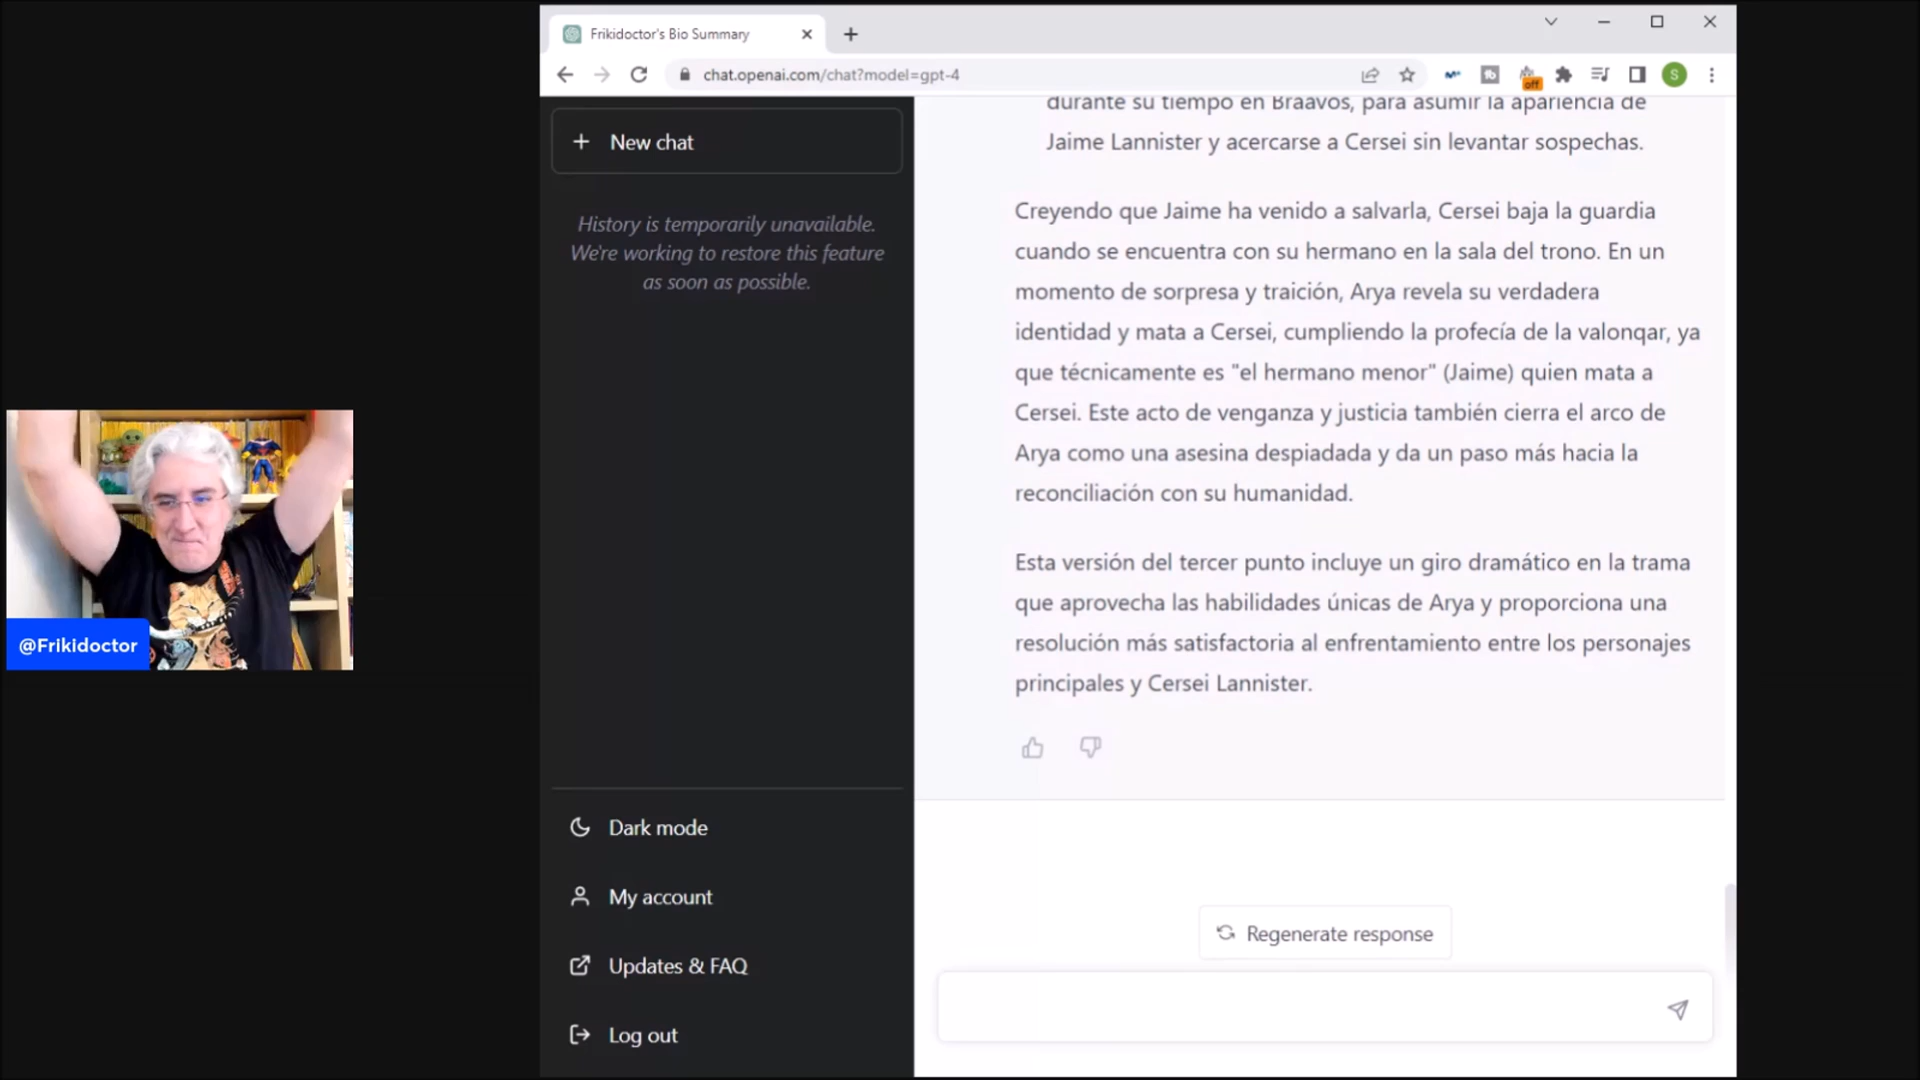 Frikidoctor's Bio Summary
chat.openai.com/chat?model=gpt-4
off
S
New chat
History is temporarily unavailable.
We're working to restore this feature
as soon as possible.
durante su tiempo en Braavos, para asumir la apariencia de
Jaime Lannister y acercarse a Cersei sin levantar sospechas.
Creyendo que Jaime ha venido a salvarla, Cersei baja la guardia
cuando se encuentra con su hermano en la sala del trono. En un
momento de sorpresa y traición, Arya revela su verdadera
identidad y mata a Cersei, cumpliendo la profecía de la valonqar, ya
que técnicamente es "el hermano menor" (Jaime) quien mata a
Cersei. Este acto de venganza y justicia también cierra el arco de
Arya como una asesina despiadada y da un paso más hacia la
reconciliación con su humanidad.
Esta versión del tercer punto incluye un giro dramático en la trama
que aprovecha las habilidades únicas de Arya y proporciona una
resolución más satisfactoria al enfrentamiento entre los personajes
principales y Cersei Lannister.
@Frikidoctor
Dark mode
My account
Updates & FAQ
Log out
Regenerate response